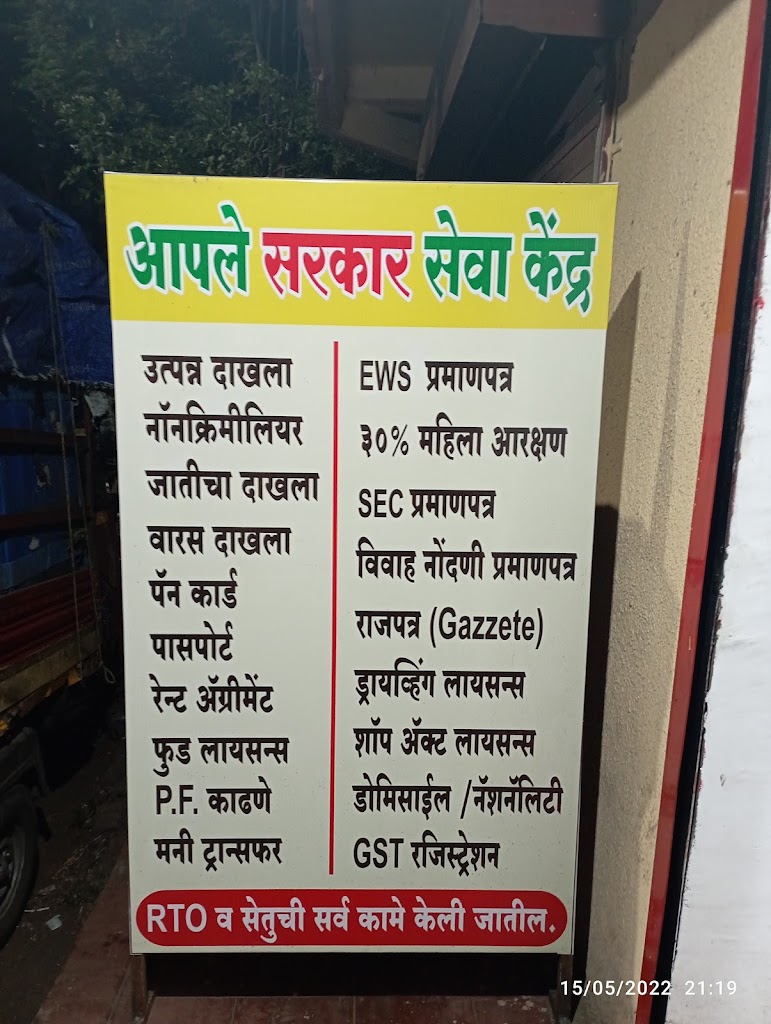 आपले सरकार सेवा केंद्र
उत्पन्न दाखला
नॉनक्रिमीलियर
जातीचा दाखला
वारस दाखला
पॅन कार्ड
पासपोर्ट
रेन्ट ॲग्रीमेंट
फुड लायसन्स
P.F. काढणे
मनी ट्रान्सफर
EWS प्रमाणपत्र
३०% महिला आरक्षण
SEC प्रमाणपत्र
विवाह नोंदणी प्रमाणपत्र
राजपत्र (Gazzete)
ड्रायव्हिंग लायसन्स
शॉप ॲक्ट लायसन्स
डोमिसाईल /नॅशनॅलिटी
GST रजिस्ट्रेशन
RTO व सेतुची सर्व कामे केली जातील.
15/05/2022 21:19